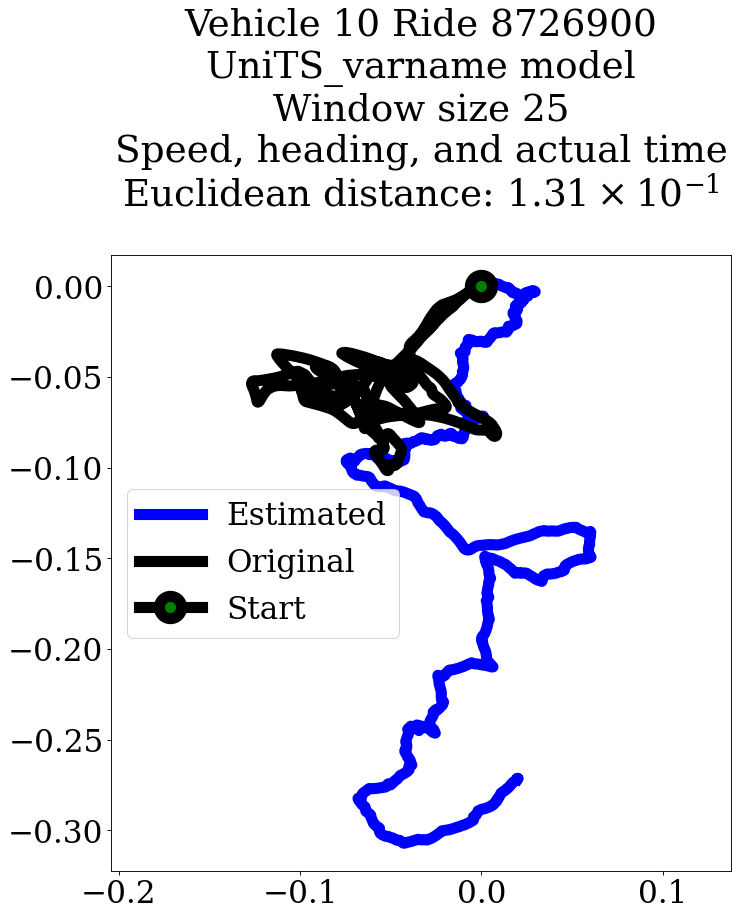 Vehicle 10 Ride 8726900
UniTS_varname model
Window size 25
Speed, heading, and actual time
Euclidean distance: 1.31 × 10⁻¹
0.00
−0.05
−0.10
−0.15
−0.20
−0.25
−0.30
Estimated
Original
Start
−0.2
−0.1
0.0
0.1